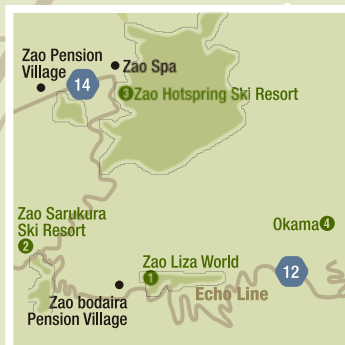 Zao Pension
Village
Zao Spa
14
3 Zao Hotspring Ski Resort
Zao Sarukura
Ski Resort
2
Okama 4
Zao Liza World
1
12
Echo Line
Zao bodaira
Pension Village